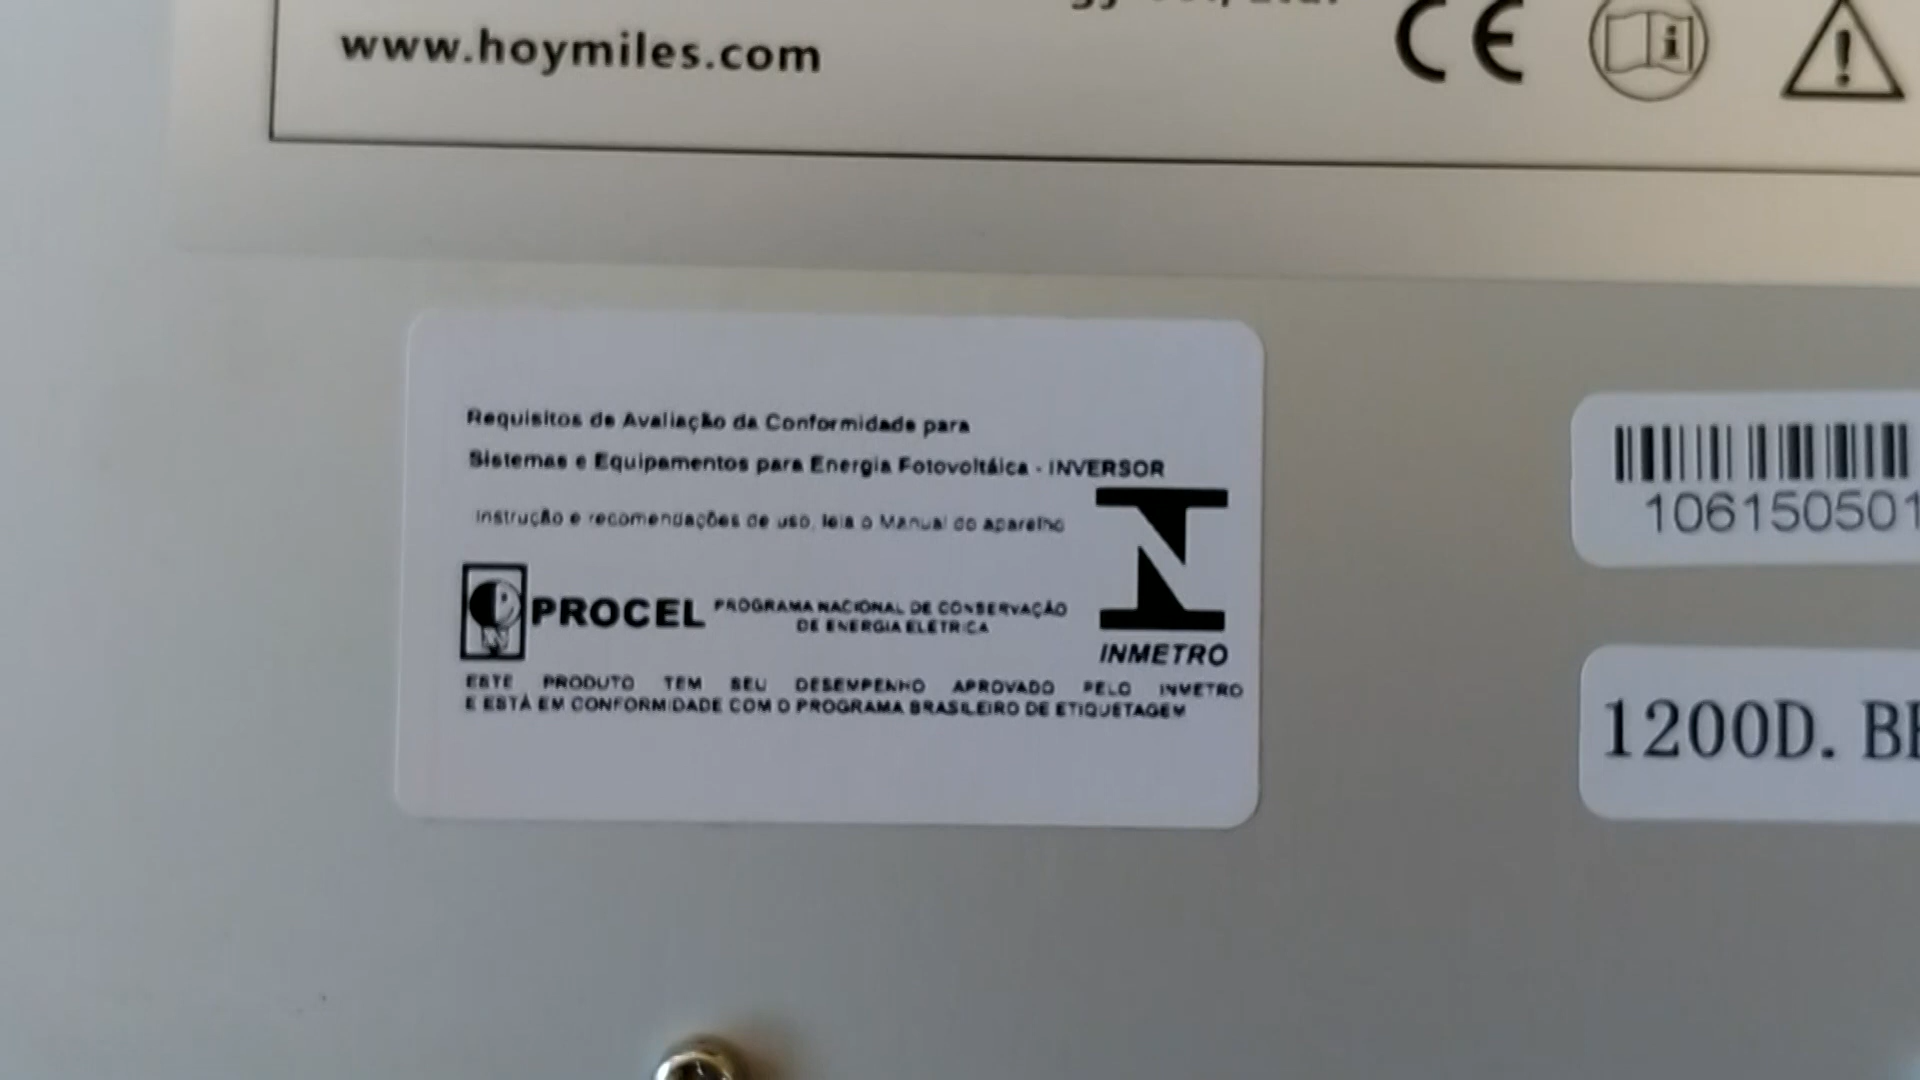 www.hoymiles.com
CE
Requisitos de Avaliação da Conformidade para
Sistemas e Equipamentos para Energia Fotovoltáica - INVERSOR
Instrução e recomendações de uso, leia o Manual do aparelho
PROCEL
PROGRAMA NACIONAL DE CONSERVAÇÃO
DE ENERGIA ELÉTRICA
INMETRO
ESTE PRODUTO TEM SEU DESEMPENHO APROVADO PELO INMETRO
E ESTÁ EM CONFORMIDADE COM O PROGRAMA BRASILEIRO DE ETIQUETAGEM
106150501
1200D.